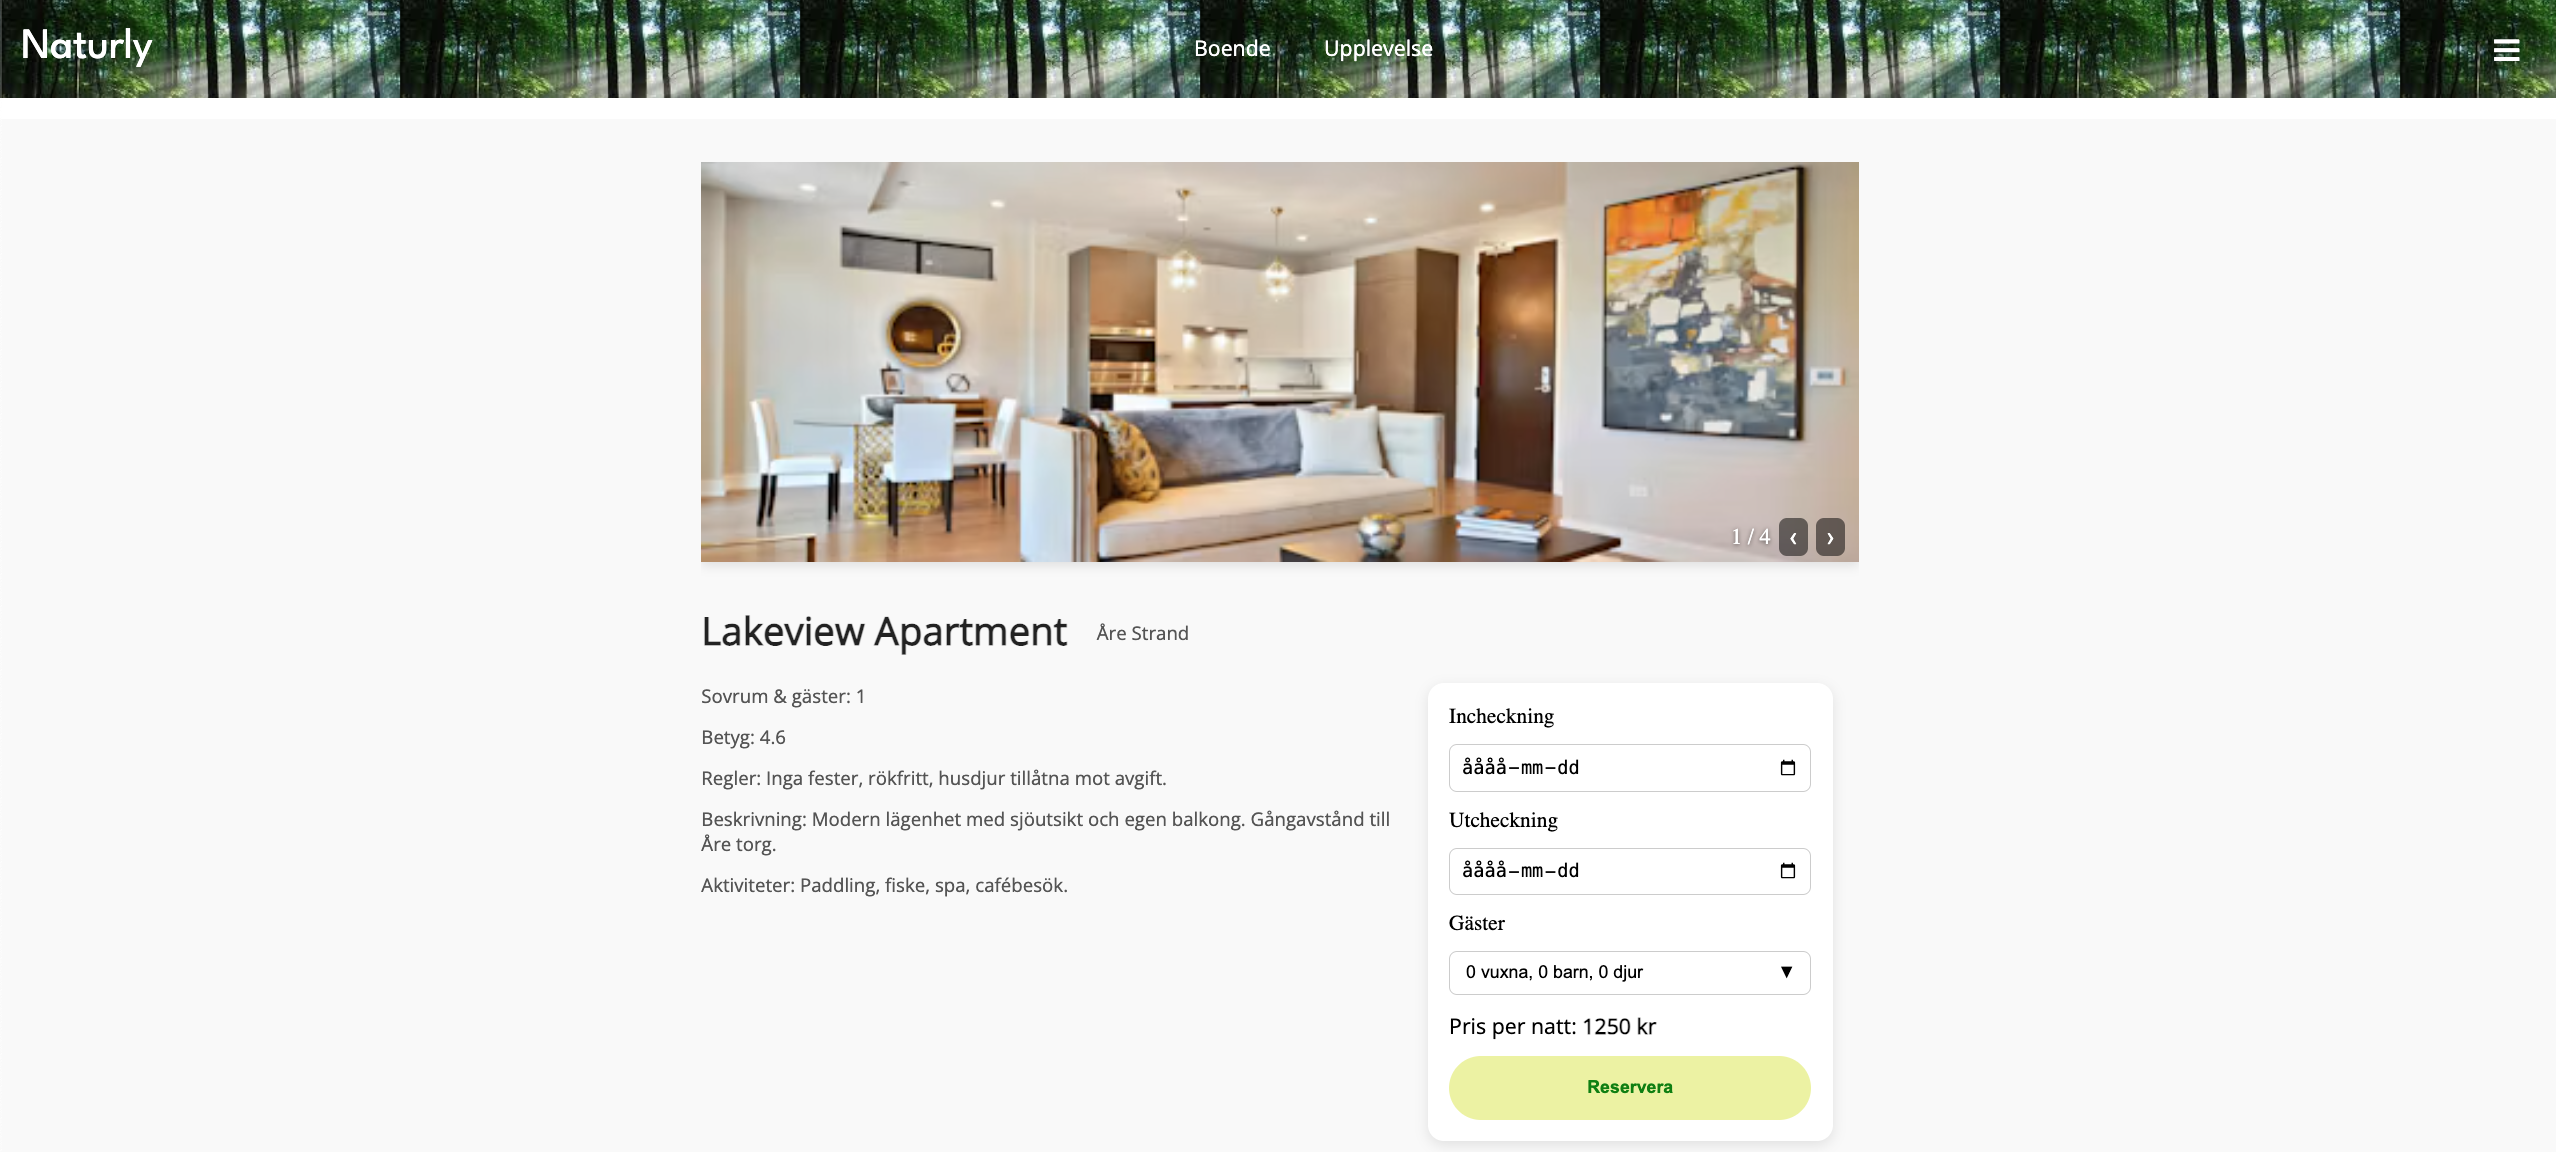 Naturly
Boende
Upplevelse
1 / 4
Lakeview Apartment
Åre Strand
Sovrum & gäster: 1
Betyg: 4.6
Regler: Inga fester, rökfritt, husdjur tillåtna mot avgift.
Beskrivning: Modern lägenhet med sjöutsikt och egen balkong. Gångavstånd till
Åre torg.
Aktiviteter: Paddling, fiske, spa, cafébesök.
Incheckning
åååå-mm-dd
Utcheckning
åååå-mm-dd
Gäster
0 vuxna, 0 barn, 0 djur
Pris per natt: 1250 kr
Reservera